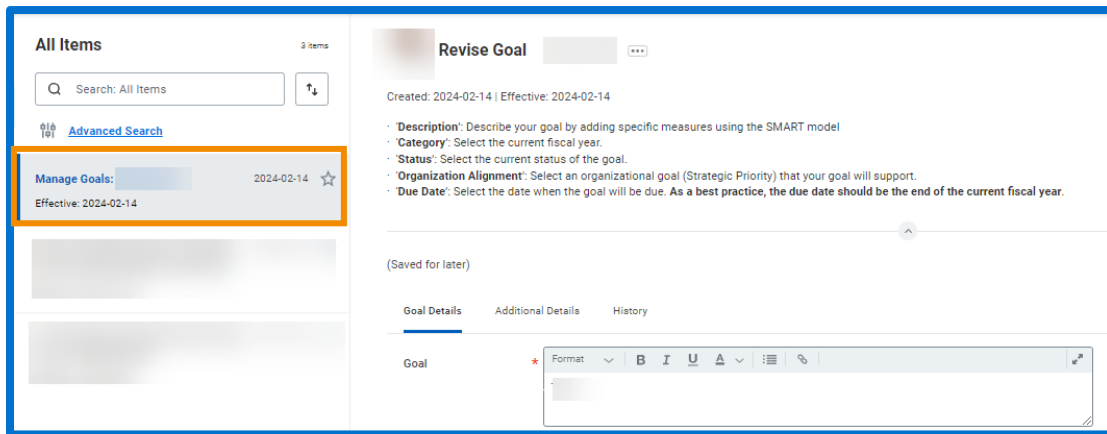 All Items
3 items
Search: All Items
Advanced Search
Manage Goals:
2024-02-14
Effective: 2024-02-14
Revise Goal
Created: 2024-02-14 | Effective: 2024-02-14
· 'Description': Describe your goal by adding specific measures using the SMART model
· 'Category': Select the current fiscal year.
· 'Status': Select the current status of the goal.
· 'Organization Alignment': Select an organizational goal (Strategic Priority) that your goal will support.
· 'Due Date': Select the date when the goal will be due. As a best practice, the due date should be the end of the current fiscal year.
(Saved for later)
Goal Details Additional Details History
Goal *
Format B I U A